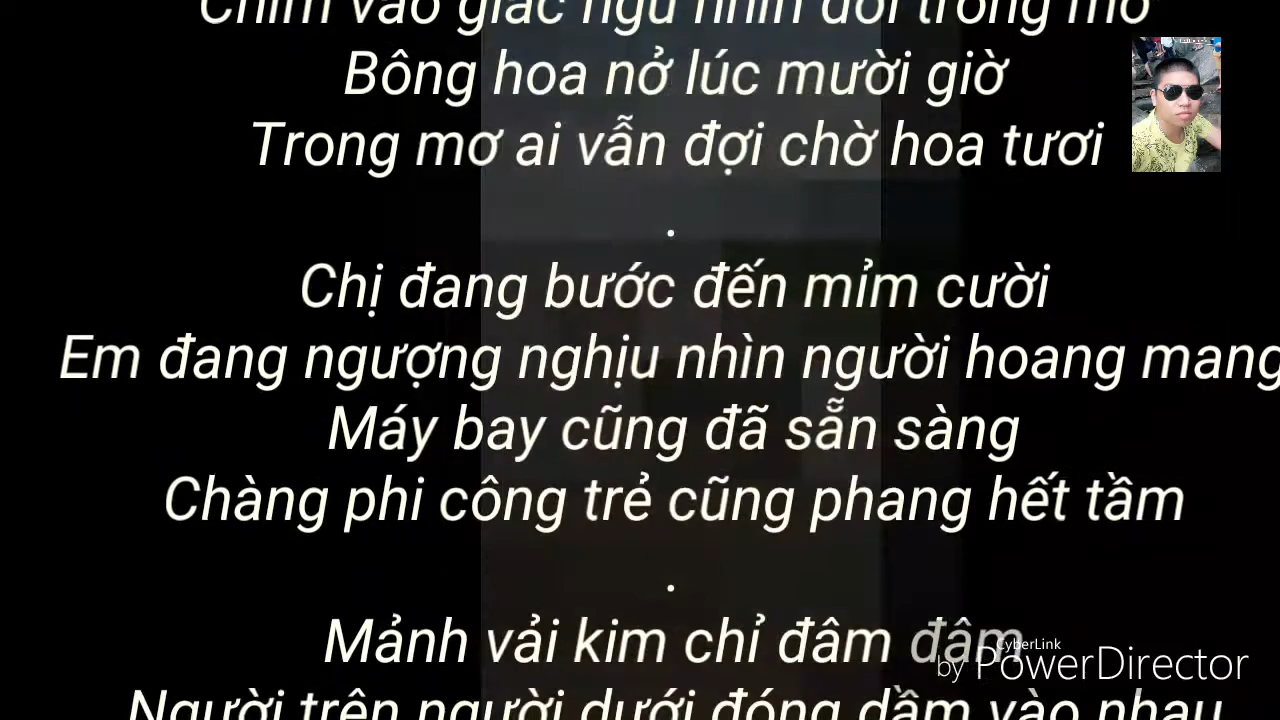 Chìm vào giấc ngủ nhìn đời trong mơ
Bông hoa nở lúc mười giờ
Trong mơ ai vẫn đợi chờ hoa tươi
.
Chị đang bước đến mỉm cười
Em đang ngượng nghịu nhìn người hoang mang
Máy bay cũng đã sẵn sàng
Chàng phi công trẻ cũng phang hết tầm
.
Mảnh vải kim chỉ đâm đâm
CyberLink
by PowerDirector
Người trên người dưới đóng dầm vào nhau